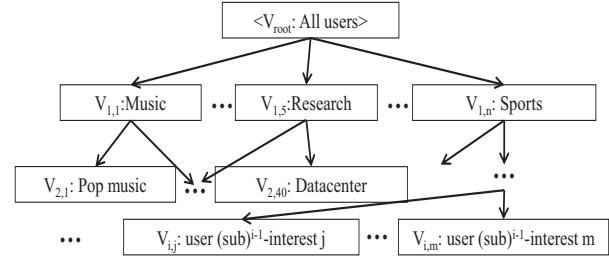 <V_root: All users>
V_1,1:Music ... V_1,5:Research ... V_1,n: Sports
...
V_2,1: Pop music ... V_2,40: Datacenter
... V_i,j: user (sub)^i-1-interest j ... V_i,m: user (sub)^i-1-interest m